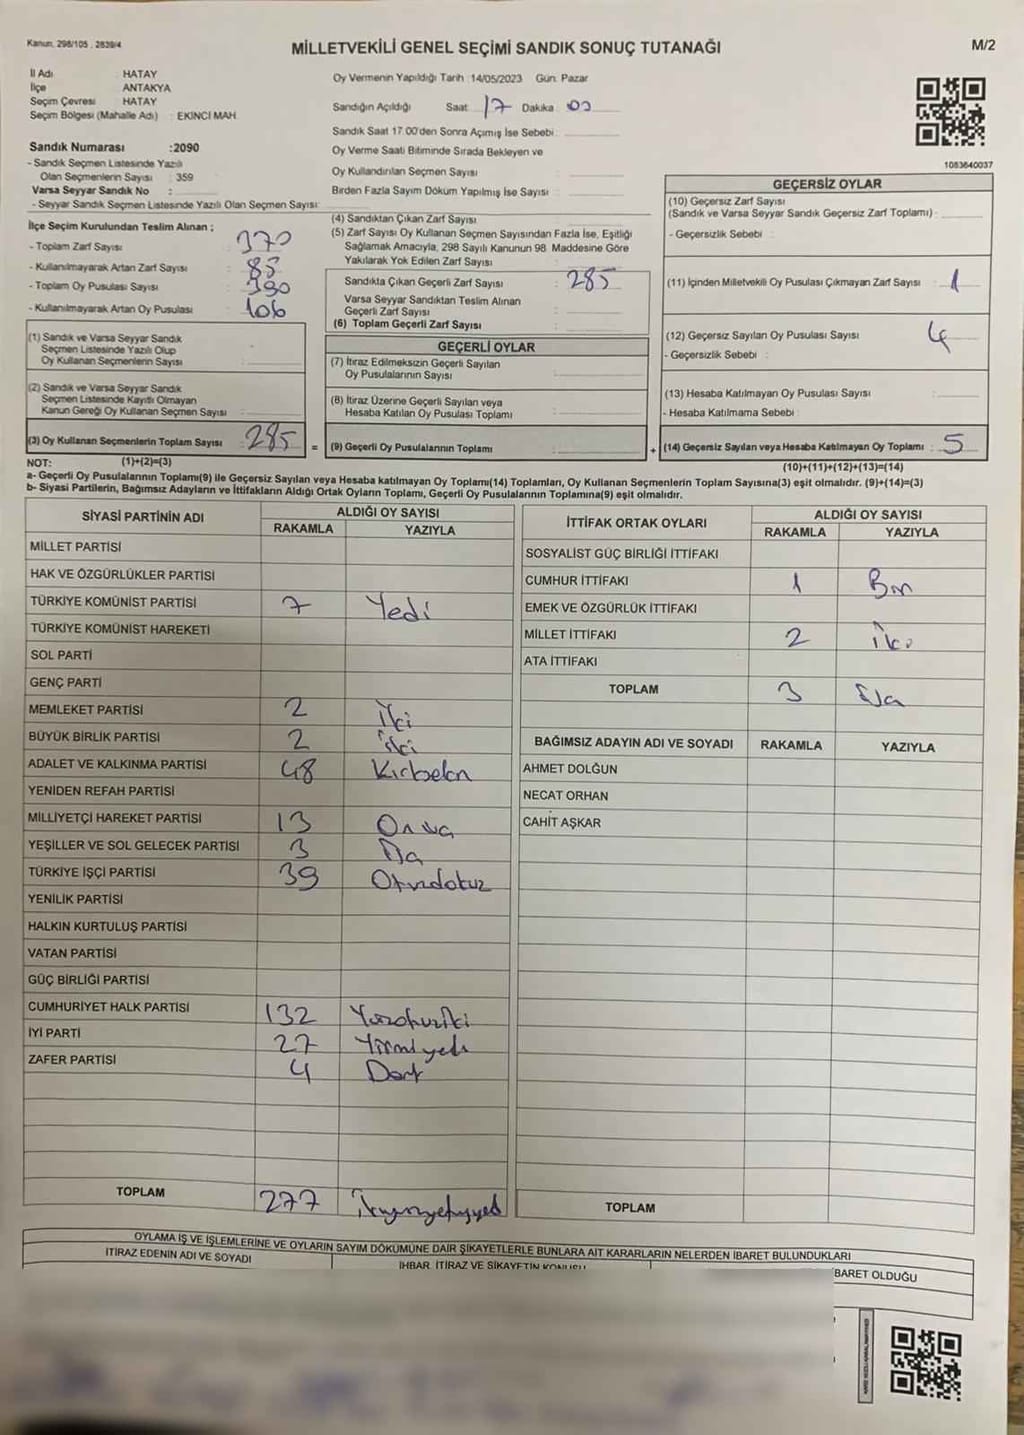 Kanun. 298/105 . 2839/4
MİLLETVEKİLİ GENEL SEÇİMİ SANDIK SONUÇ TUTANAĞI
M/2
İl Adı : HATAY
İlçe : ANTAKYA
Seçim Çevresi : HATAY
Seçim Bölgesi (Mahalle Adı) : EKİNCİ MAH.
Sandık Numarası :2090
- Sandık Seçmen Listesinde Yazılı
Olan Seçmenlerin Sayısı : 359
Varsa Seyyar Sandık No :
- Seyyar Sandık Seçmen Listesinde Yazılı Olan Seçmen Sayısı:
İlçe Seçim Kurulundan Teslim Alınan ;
- Toplam Zarf Sayısı : 370
- Kullanılmayarak Artan Zarf Sayısı : 85
- Toplam Oy Pusulası Sayısı : 390
- Kullanılmayarak Artan Oy Pusulası : 106
(1) Sandık ve Varsa Seyyar Sandık
Seçmen Listesinde Yazılı Olup
Oy Kullanan Seçmenlerin Sayısı :
(2) Sandık ve Varsa Seyyar Sandık
Seçmen Listesinde Kayıtlı Olmayan
Kanun Gereği Oy Kullanan Seçmen Sayısı :
(3) Oy Kullanan Seçmenlerin Toplam Sayısı : 285
Oy Vermenin Yapıldığı Tarih :14/05/2023 Gün: Pazar
Sandığın Açıldığı Saat: 17 Dakika: 03
Sandık Saat 17.00'den Sonra Açımış İse Sebebi :
Oy Verme Saati Bitiminde Sırada Bekleyen ve
Oy Kullandırılan Seçmen Sayısı :
Birden Fazla Sayım Döküm Yapılmış İse Sayısı :
(4) Sandıktan Çıkan Zarf Sayısı :
(5) Zarf Sayısı Oy Kullanan Seçmen Sayısından Fazla İse, Eşitliği
Sağlamak Amacıyla, 298 Sayılı Kanunun 98. Maddesine Göre
Yakılarak Yok Edilen Zarf Sayısı :
Sandıkta Çıkan Geçerli Zarf Sayısı : 285
Varsa Seyyar Sandıktan Teslim Alınan
Geçerli Zarf Sayısı :
(6) Toplam Geçerli Zarf Sayısı :
GEÇERLİ OYLAR
(7) İtiraz Edilmeksizin Geçerli Sayılan
Oy Pusulalarının Sayısı :
(8) İtiraz Üzerine Geçerli Sayılan veya
Hesaba Katılan Oy Pusulası Toplamı :
= (9) Geçerli Oy Pusulalarının Toplamı :
1083640037
GEÇERSİZ OYLAR
(10) Geçersiz Zarf Sayısı
(Sandık ve Varsa Seyyar Sandık Geçersiz Zarf Toplamı) :
- Geçersizlik Sebebi :
(11) İçinden Milletvekili Oy Pusulası Çıkmayan Zarf Sayısı : 1
(12) Geçersiz Sayılan Oy Pusulası Sayısı : 4
- Geçersizlik Sebebi :
(13) Hesaba Katılmayan Oy Pusulası Sayısı :
- Hesaba Katılmama Sebebi :
+ (14) Geçersiz Sayılan veya Hesaba Katılmayan Oy Toplamı : 5
NOT: (1)+(2)=(3)
(10)+(11)+(12)+(13)=(14)
a- Geçerli Oy Pusulalarının Toplamı(9) ile Geçersiz Sayılan veya Hesaba katılmayan Oy Toplamı(14) Toplamları, Oy Kullanan Seçmenlerin Toplam Sayısına(3) eşit olmalıdır. (9)+(14)=(3)
b- Siyasi Partilerin, Bağımsız Adayların ve İttifakların Aldığı Ortak Oyların Toplamı, Geçerli Oy Pusulalarının Toplamına(9) eşit olmalıdır.
SİYASİ PARTİNİN ADI
ALDIĞI OY SAYISI
RAKAMLA YAZIYLA
MİLLET PARTİSİ
HAK VE ÖZGÜRLÜKLER PARTİSİ
TÜRKİYE KOMÜNİST PARTİSİ 7 Yedi
TÜRKİYE KOMÜNİST HAREKETİ
SOL PARTİ
GENÇ PARTİ
MEMLEKET PARTİSİ 2 İki
BÜYÜK BİRLİK PARTİSİ 2 iki
ADALET VE KALKINMA PARTİSİ 48 Kırksekn
YENİDEN REFAH PARTİSİ
MİLLİYETÇİ HAREKET PARTİSİ 13 Onüç
YEŞİLLER VE SOL GELECEK PARTİSİ 3 Üç
TÜRKİYE İŞÇİ PARTİSİ 39 Otuzdokuz
YENİLİK PARTİSİ
HALKIN KURTULUŞ PARTİSİ
VATAN PARTİSİ
GÜÇ BİRLİĞİ PARTİSİ
CUMHURİYET HALK PARTİSİ 132 Yüzotuziki
İYİ PARTİ 27 Yirmiyedi
ZAFER PARTİSİ 4 Dört
TOPLAM 277
İTTİFAK ORTAK OYLARI
ALDIĞI OY SAYISI
RAKAMLA YAZIYLA
SOSYALİST GÜÇ BİRLİĞİ İTTİFAKI
CUMHUR İTTİFAKI 1 Bir
EMEK VE ÖZGÜRLÜK İTTİFAKI
MİLLET İTTİFAKI 2 İki
ATA İTTİFAKI
TOPLAM 3 Üç
BAĞIMSIZ ADAYIN ADI VE SOYADI RAKAMLA YAZIYLA
AHMET DOLĞUN
NECAT ORHAN
CAHİT AŞKAR
TOPLAM
OYLAMA İŞ VE İŞLEMLERİNE VE OYLARIN SAYIM DÖKÜMÜNE DAİR ŞİKAYETLERLE BUNLARA AİT KARARLARIN NELERDEN İBARET BULUNDUKLARI
İTİRAZ EDENİN ADI VE SOYADI
İHBAR, İTİRAZ VE ŞİKAYETİN KONUSU
İBARET OLDUĞU